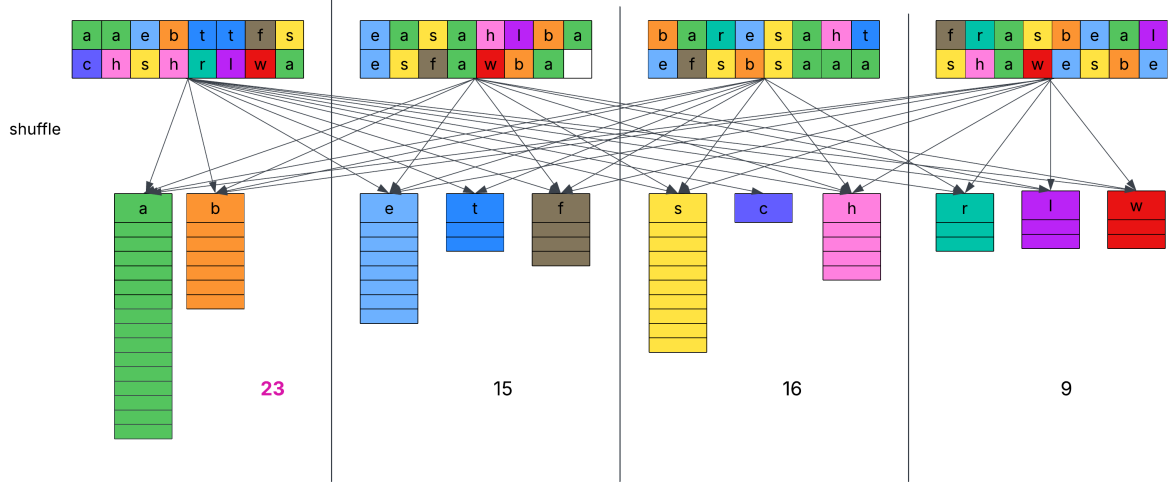 a a e b t t f s e a s a h l b a b a r e s a h t f r a s b e a l
c h s h r l w a e s f a w b a e f s b s a a a s h a w e s b e
shuffle
a b e t f s c h r l w
23 15 16 9